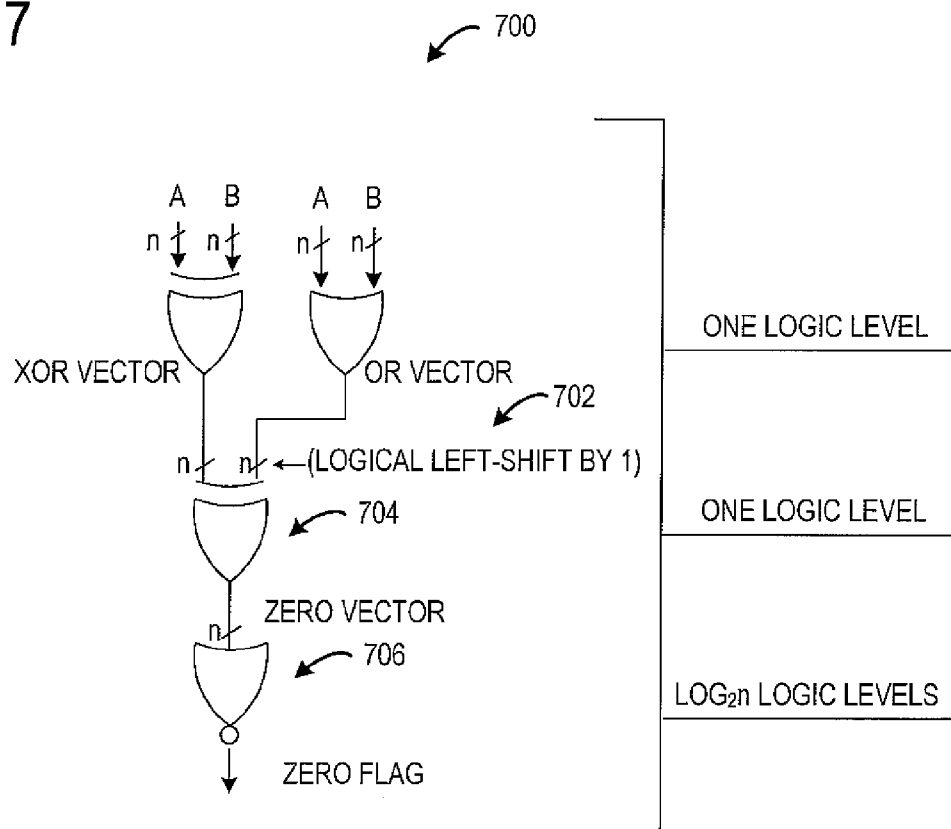 7
700
A B A B
n n n n
ONE LOGIC LEVEL
XOR VECTOR OR VECTOR
702
n n (LOGICAL LEFT-SHIFT BY 1)
704
ONE LOGIC LEVEL
ZERO VECTOR
n
706
LOG₂n LOGIC LEVELS
ZERO FLAG